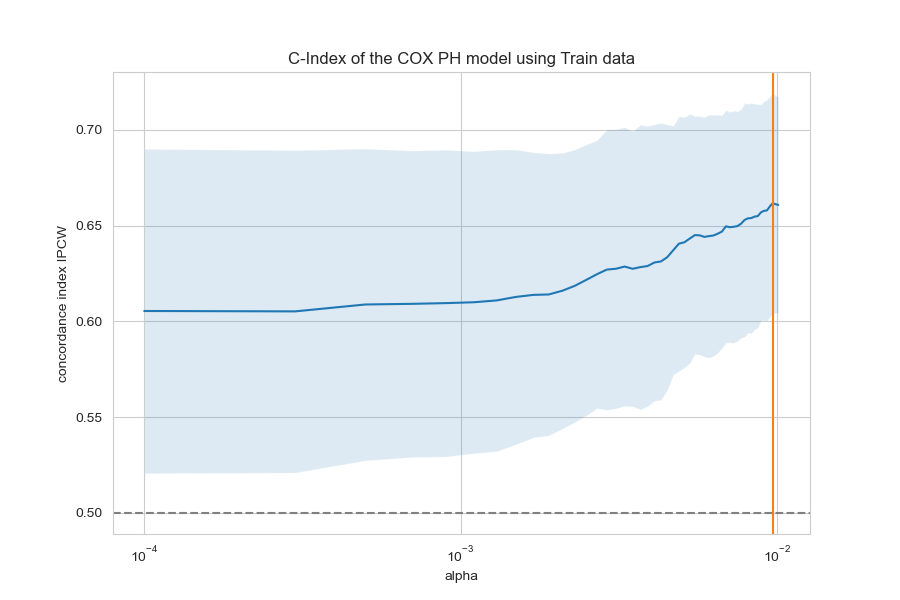 C-Index of the COX PH model using Train data
concordance index IPCW
0.70
0.65
0.60
0.55
0.50
10⁻⁴
10⁻³
10⁻²
alpha